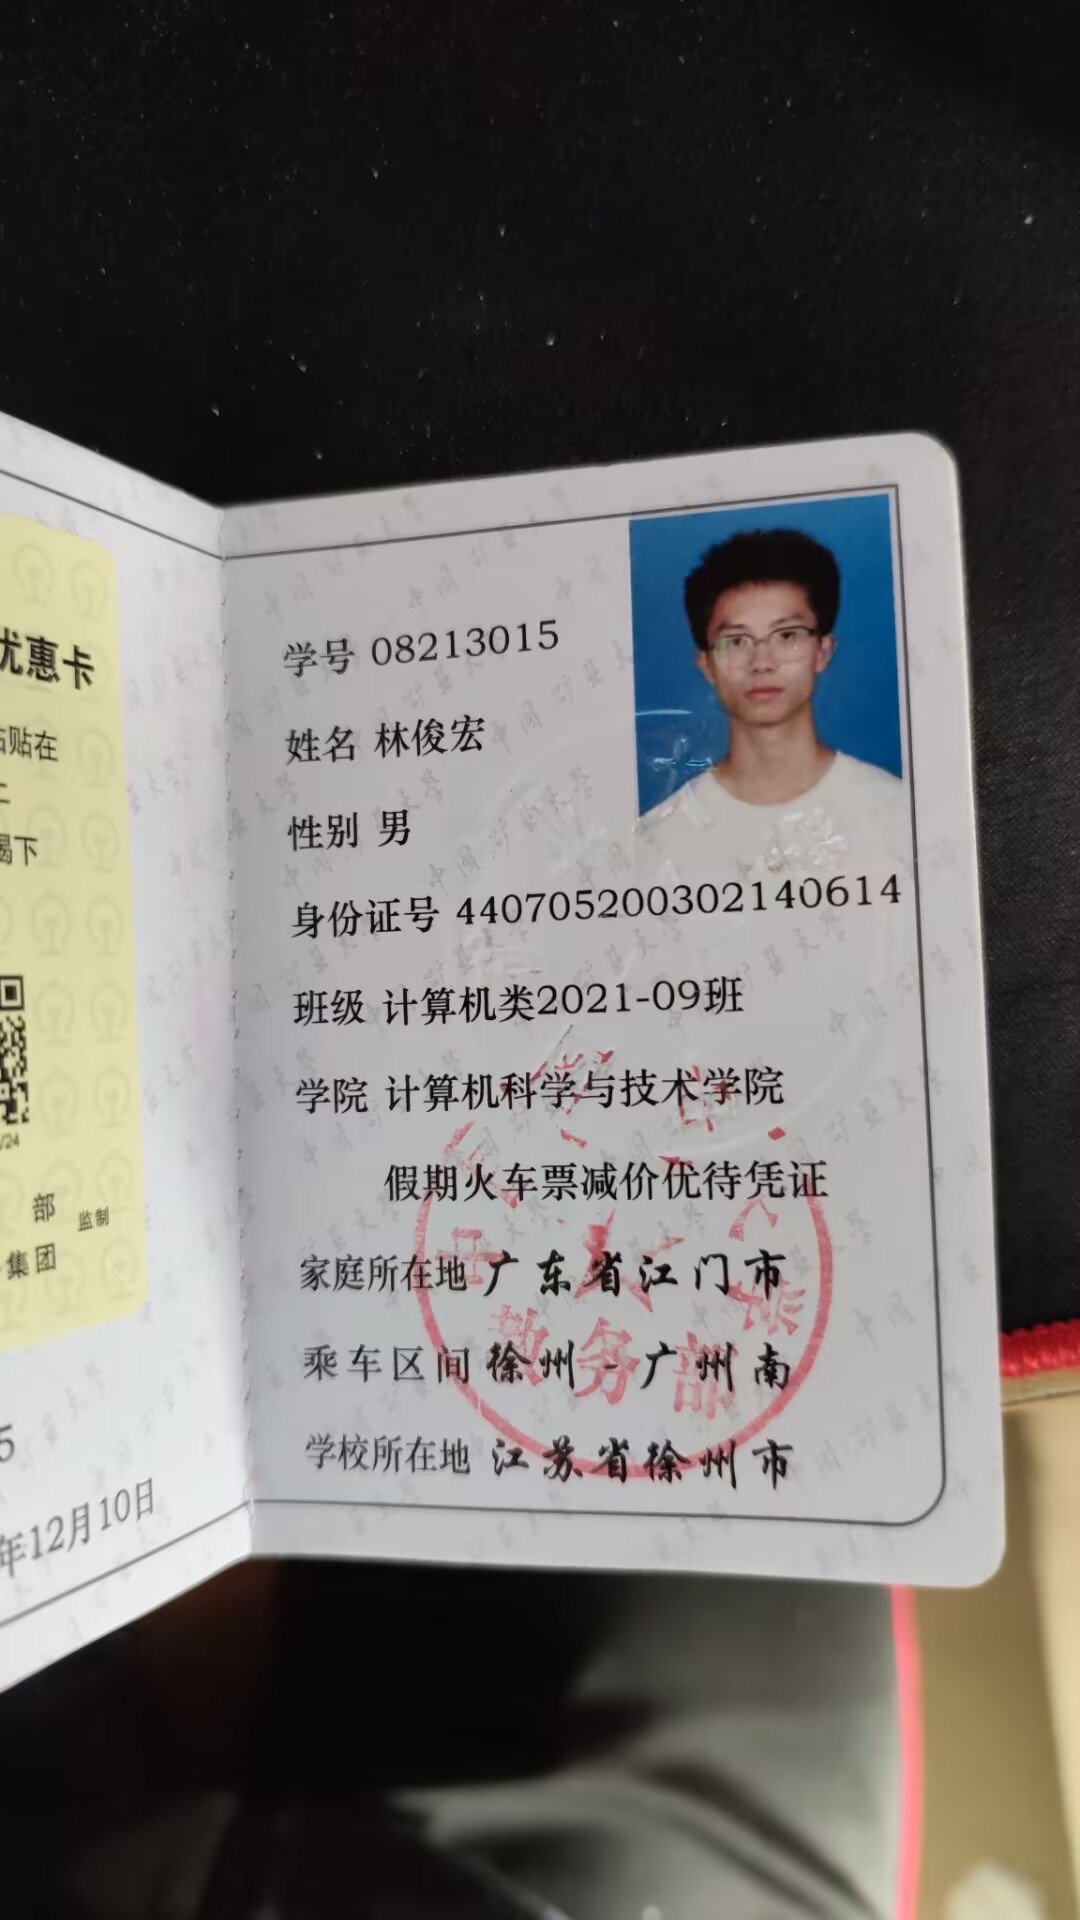 优惠卡
粘贴在
揭下
部 监制
集团
5
年12月10日
学号 08213015
姓名 林俊宏
性别 男
身份证号 440705200302140614
班级 计算机类2021-09班
学院 计算机科学与技术学院
假期火车票减价优待凭证
家庭所在地 广东省江门市
乘车区间 徐州-广州南
学校所在地 江苏省徐州市
教务部